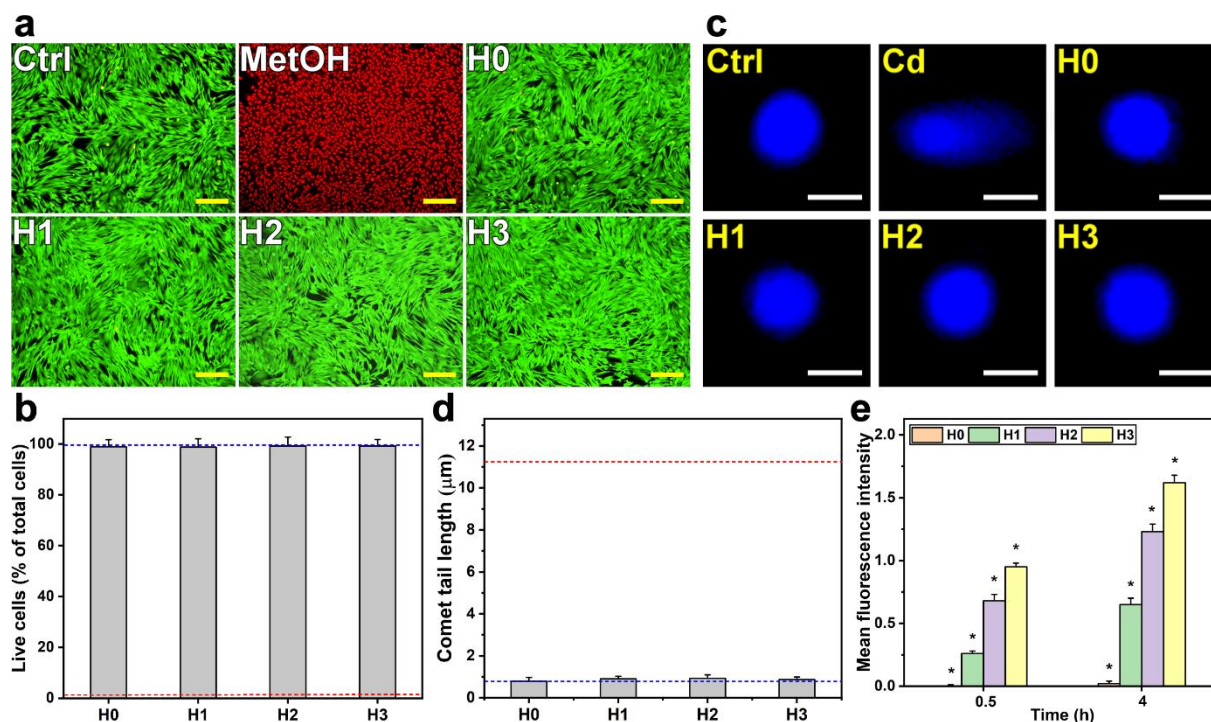 a
Ctrl
MetOH
H0
H1
H2
H3
c
Ctrl
Cd
H0
H1
H2
H3
b
Live cells (% of total cells)
100
80
60
40
20
0
H0 H1 H2 H3
d
Comet tail length (µm)
12
10
8
6
4
2
0
H0 H1 H2 H3
e
Mean fluorescence intensity
H0 H1 H2 H3
2.0
1.5
1.0
0.5
0.0
* * * *
* * * *
0.5 4
Time (h)